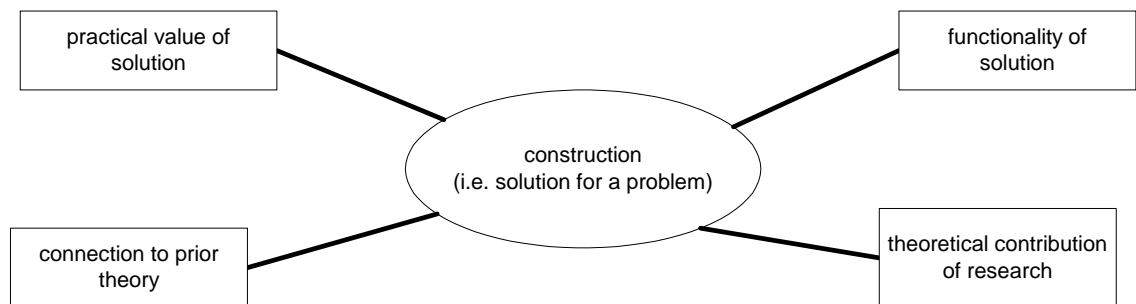 practical value of
solution
functionality of
solution
construction
(i.e. solution for a problem)
connection to prior
theory
theoretical contribution
of research